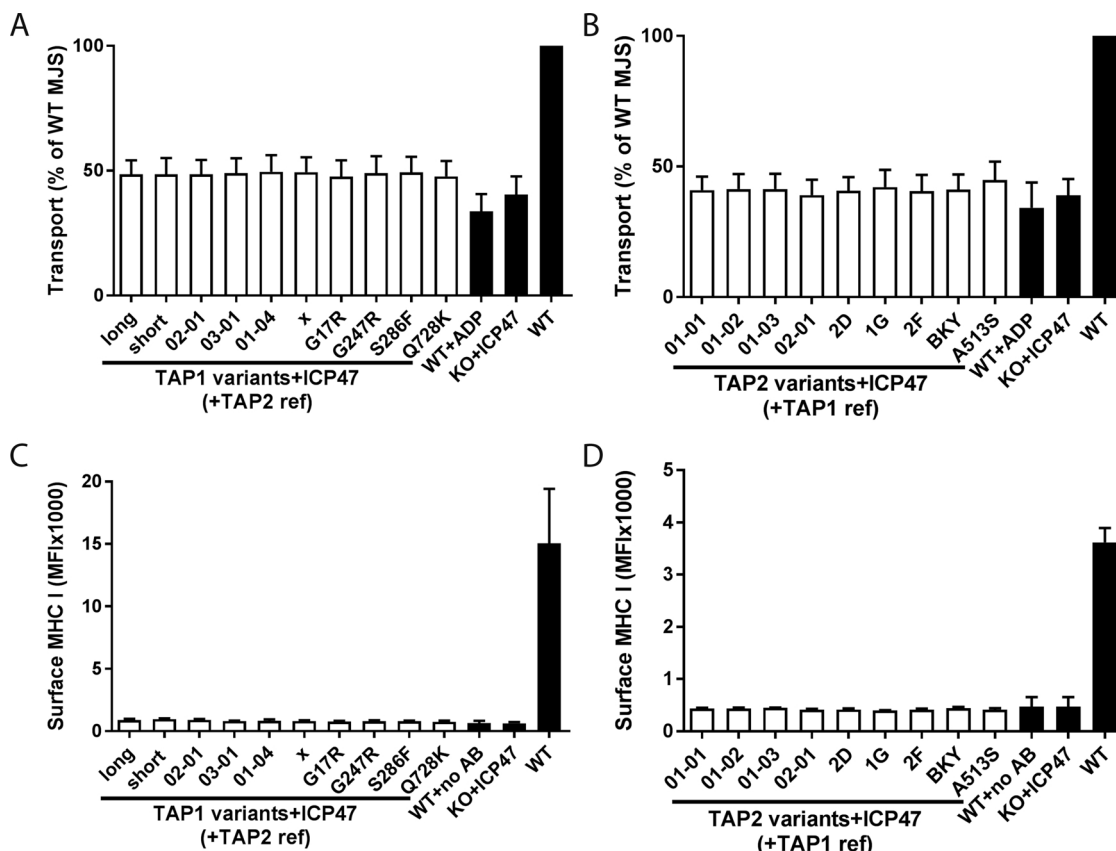 A
Transport (% of WT MJS)
100
50
0
long
short
02-01
03-01
01-04
x
G17R
G247R
S286F
Q728K
WT+ADP
KO+ICP47
WT
TAP1 variants+ICP47
(+TAP2 ref)
B
Transport (% of WT MJS)
100
50
0
01-01
01-02
01-03
02-01
2D
1G
2F
BKY
A513S
WT+ADP
KO+ICP47
WT
TAP2 variants+ICP47
(+TAP1 ref)
C
Surface MHC I (MFIx1000)
20
15
10
5
0
long
short
02-01
03-01
01-04
x
G17R
G247R
S286F
Q728K
WT+no AB
KO+ICP47
WT
TAP1 variants+ICP47
(+TAP2 ref)
D
Surface MHC I (MFIx1000)
5
4
3
2
1
0
01-01
01-02
01-03
02-01
2D
1G
2F
BKY
A513S
WT+no AB
KO+ICP47
WT
TAP2 variants+ICP47
(+TAP1 ref)